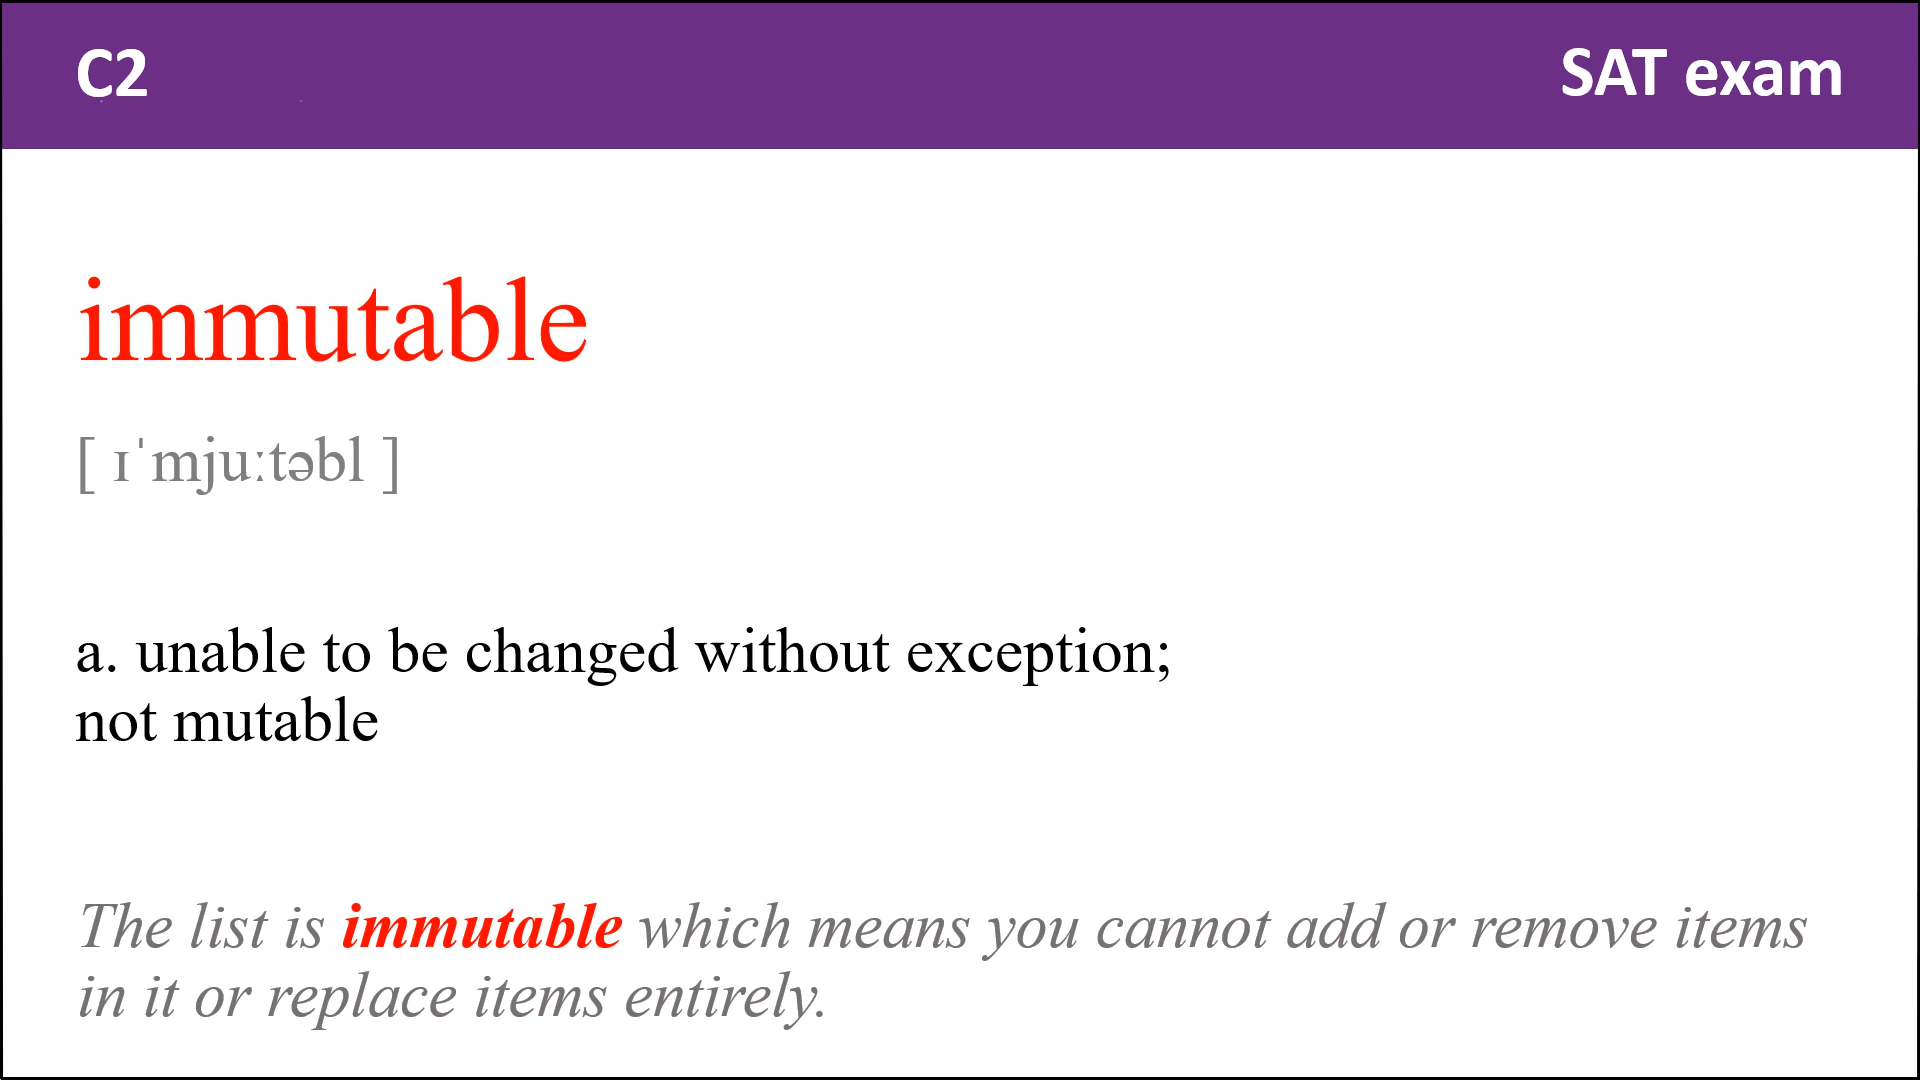 C2 SAT exam
immutable
[ ɪˈmjuːtəbl ]
a. unable to be changed without exception;
not mutable
The list is immutable which means you cannot add or remove items
in it or replace items entirely.